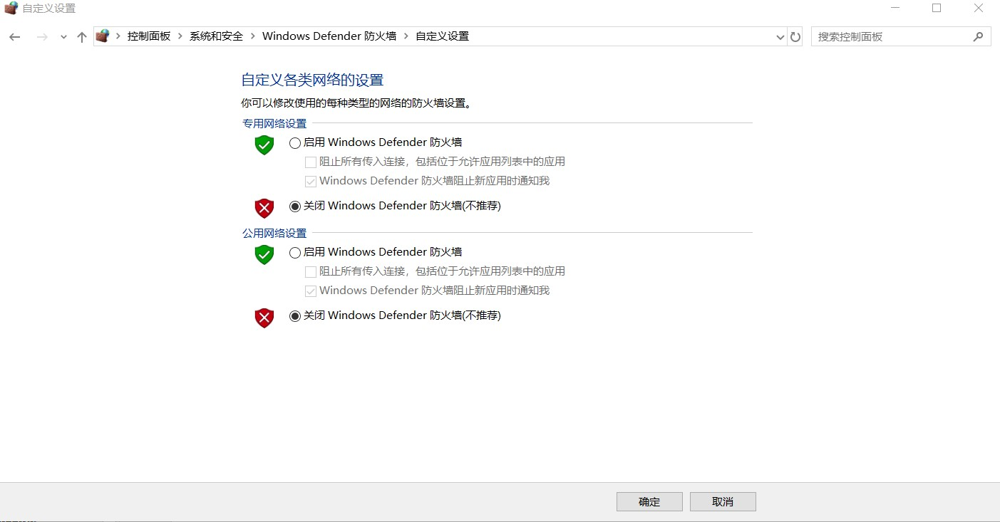 自定义设置
控制面板 系统和安全 Windows Defender 防火墙 自定义设置
搜索控制面板
自定义各类网络的设置
你可以修改使用的每种类型的网络的防火墙设置。
专用网络设置
启用 Windows Defender 防火墙
阻止所有传入连接，包括位于允许应用列表中的应用
Windows Defender 防火墙阻止新应用时通知我
关闭 Windows Defender 防火墙(不推荐)
公用网络设置
启用 Windows Defender 防火墙
阻止所有传入连接，包括位于允许应用列表中的应用
Windows Defender 防火墙阻止新应用时通知我
关闭 Windows Defender 防火墙(不推荐)
确定 取消